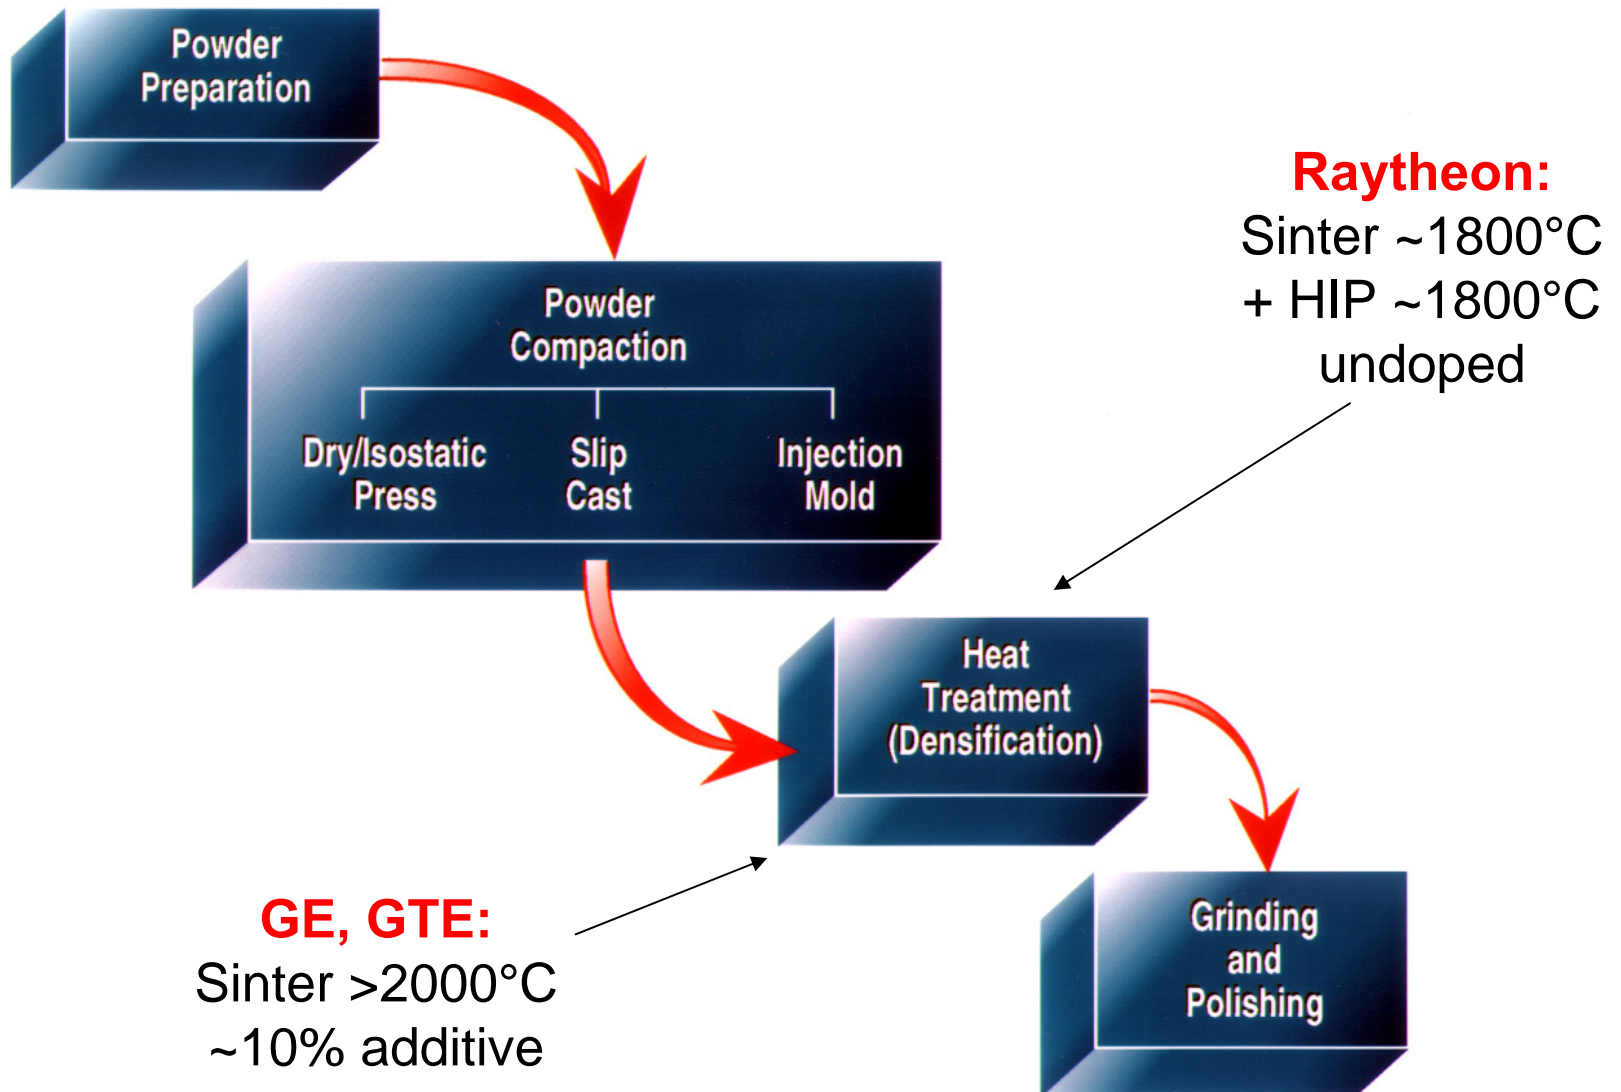 Powder
Preparation
Raytheon:
Sinter ~1800°C
+ HIP ~1800°C
undoped
Powder
Compaction
Dry/Isostatic
Press
Slip
Cast
Injection
Mold
Heat
Treatment
(Densification)
GE, GTE:
Sinter >2000°C
~10% additive
Grinding
and
Polishing